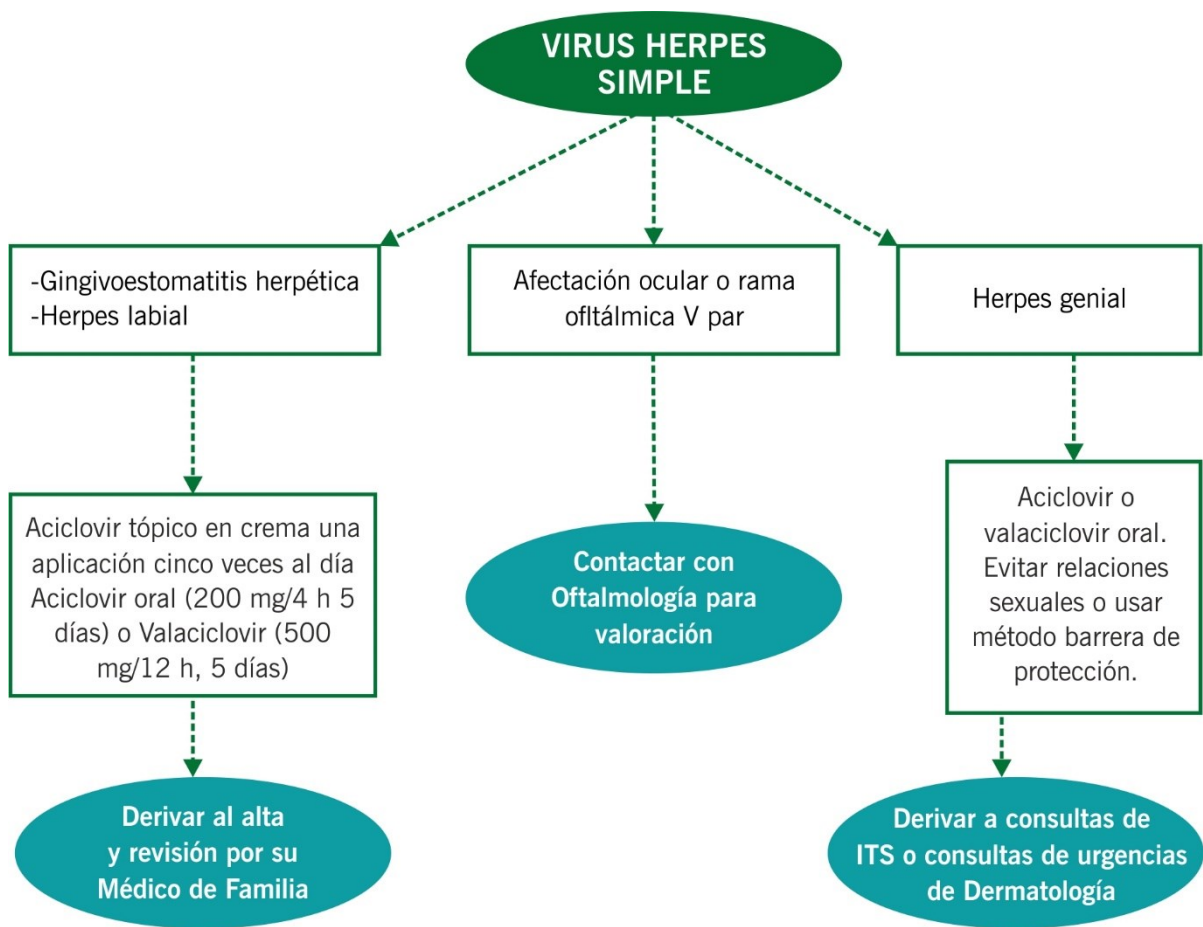 VIRUS HERPES
SIMPLE
-Gingivoestomatitis herpética
-Herpes labial
Afectación ocular o rama
ofltálmica V par
Herpes genial
Aciclovir tópico en crema una
aplicación cinco veces al día
Aciclovir oral (200 mg/4 h 5
días) o Valaciclovir (500
mg/12 h, 5 días)
Contactar con
Oftalmología para
valoración
Aciclovir o
valaciclovir oral.
Evitar relaciones
sexuales o usar
método barrera de
protección.
Derivar al alta
y revisión por su
Médico de Familia
Derivar a consultas de
ITS o consultas de urgencias
de Dermatología